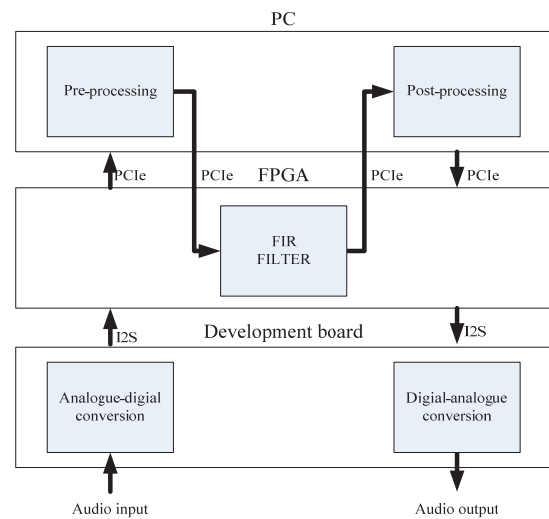 PC
Pre-processing
Post-processing
PCIe
PCIe
FPGA
PCIe
PCIe
FIR
FILTER
I2S
Development board
I2S
Analogue-digial
conversion
Digial-analogue
conversion
Audio input
Audio output